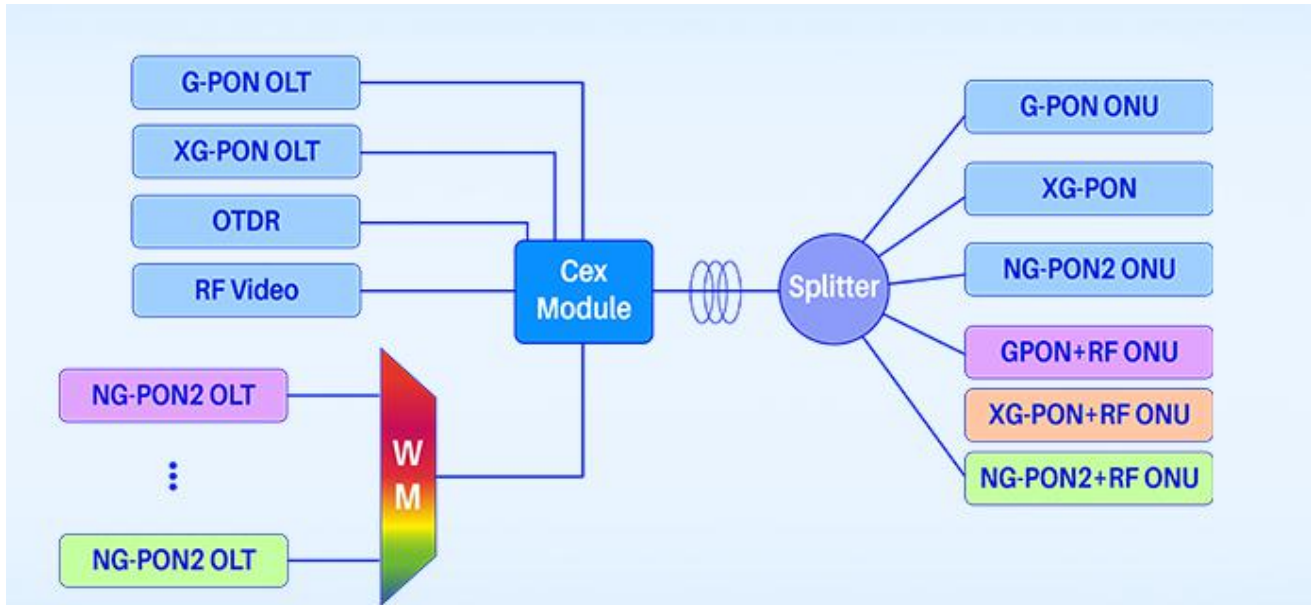 G-PON OLT
XG-PON OLT
OTDR
RF Video
NG-PON2 OLT
NG-PON2 OLT
W
M
Cex
Module
Splitter
G-PON ONU
XG-PON
NG-PON2 ONU
GPON+RF ONU
XG-PON+RF ONU
NG-PON2+RF ONU